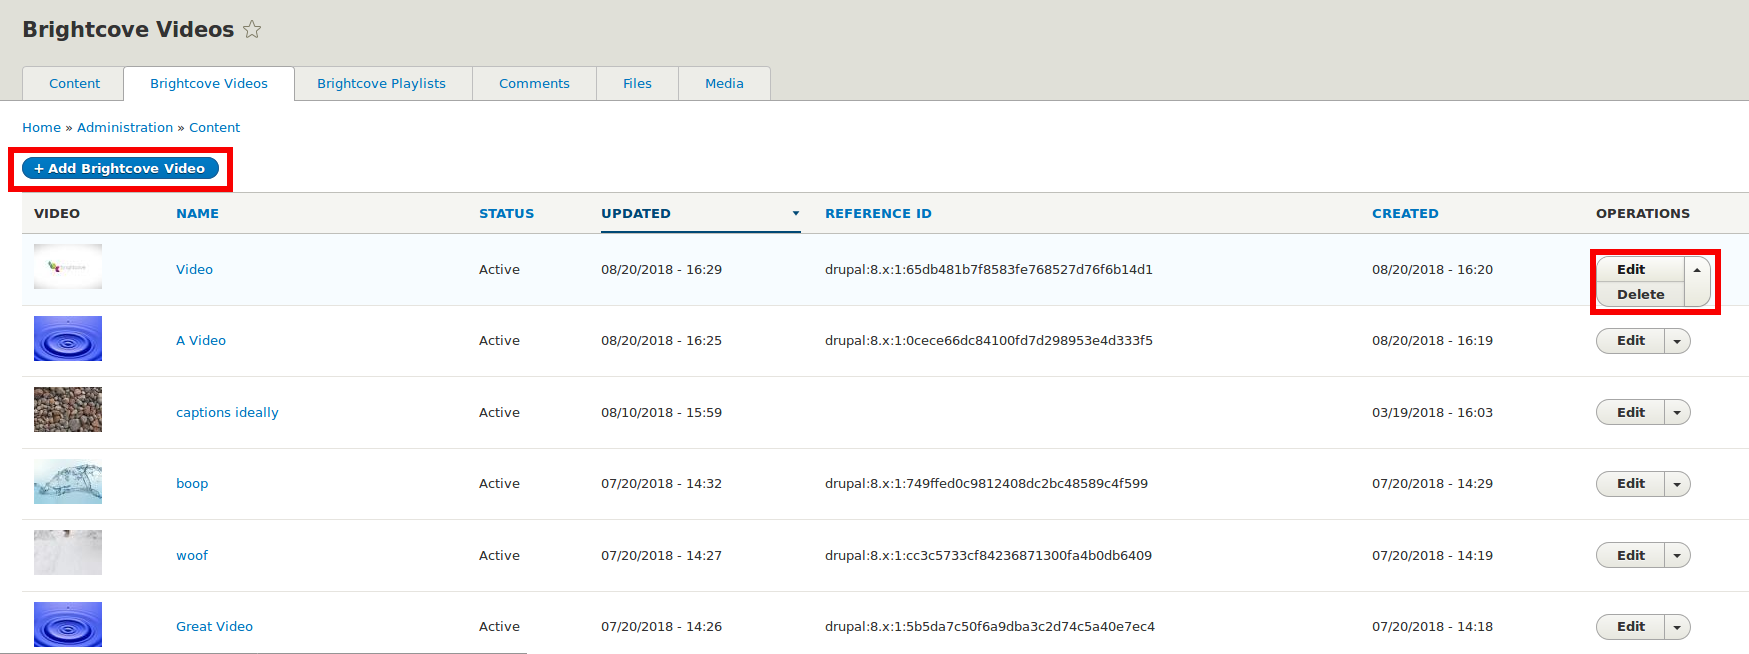 Brightcove Videos
Content Brightcove Videos Brightcove Playlists Comments Files Media
Home » Administration » Content
+ Add Brightcove Video
VIDEO NAME STATUS UPDATED REFERENCE ID CREATED OPERATIONS
brightcove
Video Active 08/20/2018 - 16:29 drupal:8.x:1:65db481b7f8583fe768527d76f6b14d1 08/20/2018 - 16:20 Edit
Delete
A Video Active 08/20/2018 - 16:25 drupal:8.x:1:0cece66dc84100fd7d298953e4d333f5 08/20/2018 - 16:19 Edit
captions ideally Active 08/10/2018 - 15:59 03/19/2018 - 16:03 Edit
boop Active 07/20/2018 - 14:32 drupal:8.x:1:749ffed0c9812408dc2bc48589c4f599 07/20/2018 - 14:29 Edit
woof Active 07/20/2018 - 14:27 drupal:8.x:1:cc3c5733cf84236871300fa4b0db6409 07/20/2018 - 14:19 Edit
Great Video Active 07/20/2018 - 14:26 drupal:8.x:1:5b5da7c50f6a9dba3c2d74c5a40e7ec4 07/20/2018 - 14:18 Edit